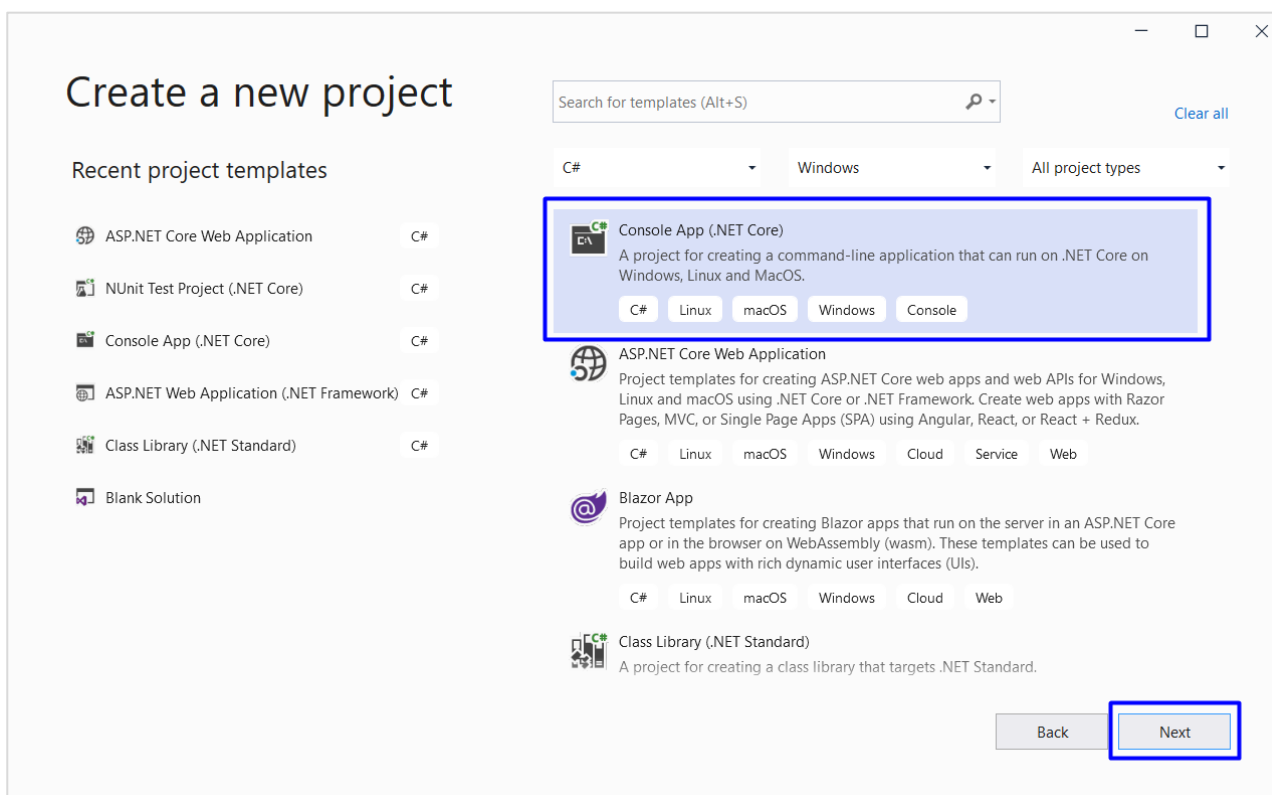 Create a new project
Search for templates (Alt+S)
Clear all
Recent project templates
C#
Windows
All project types
ASP.NET Core Web Application C#
NUnit Test Project (.NET Core) C#
Console App (.NET Core) C#
ASP.NET Web Application (.NET Framework) C#
Class Library (.NET Standard) C#
Blank Solution
C#
C:\
Console App (.NET Core)
A project for creating a command-line application that can run on .NET Core on
Windows, Linux and MacOS.
C# Linux macOS Windows Console
ASP.NET Core Web Application
Project templates for creating ASP.NET Core web apps and web APIs for Windows,
Linux and macOS using .NET Core or .NET Framework. Create web apps with Razor
Pages, MVC, or Single Page Apps (SPA) using Angular, React, or React + Redux.
C# Linux macOS Windows Cloud Service Web
Blazor App
Project templates for creating Blazor apps that run on the server in an ASP.NET Core
app or in the browser on WebAssembly (wasm). These templates can be used to
build web apps with rich dynamic user interfaces (UIs).
C# Linux macOS Windows Cloud Web
C#
Class Library (.NET Standard)
A project for creating a class library that targets .NET Standard.
Back
Next